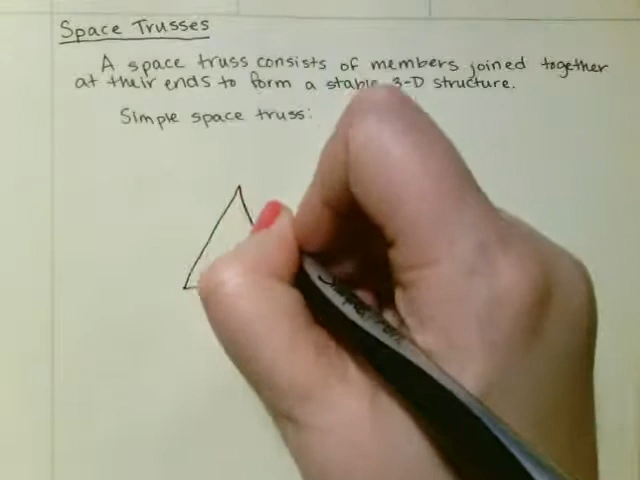 Space Trusses
A space truss consists of members joined together
at their ends to form a stable 3-D structure.
Simple space truss: